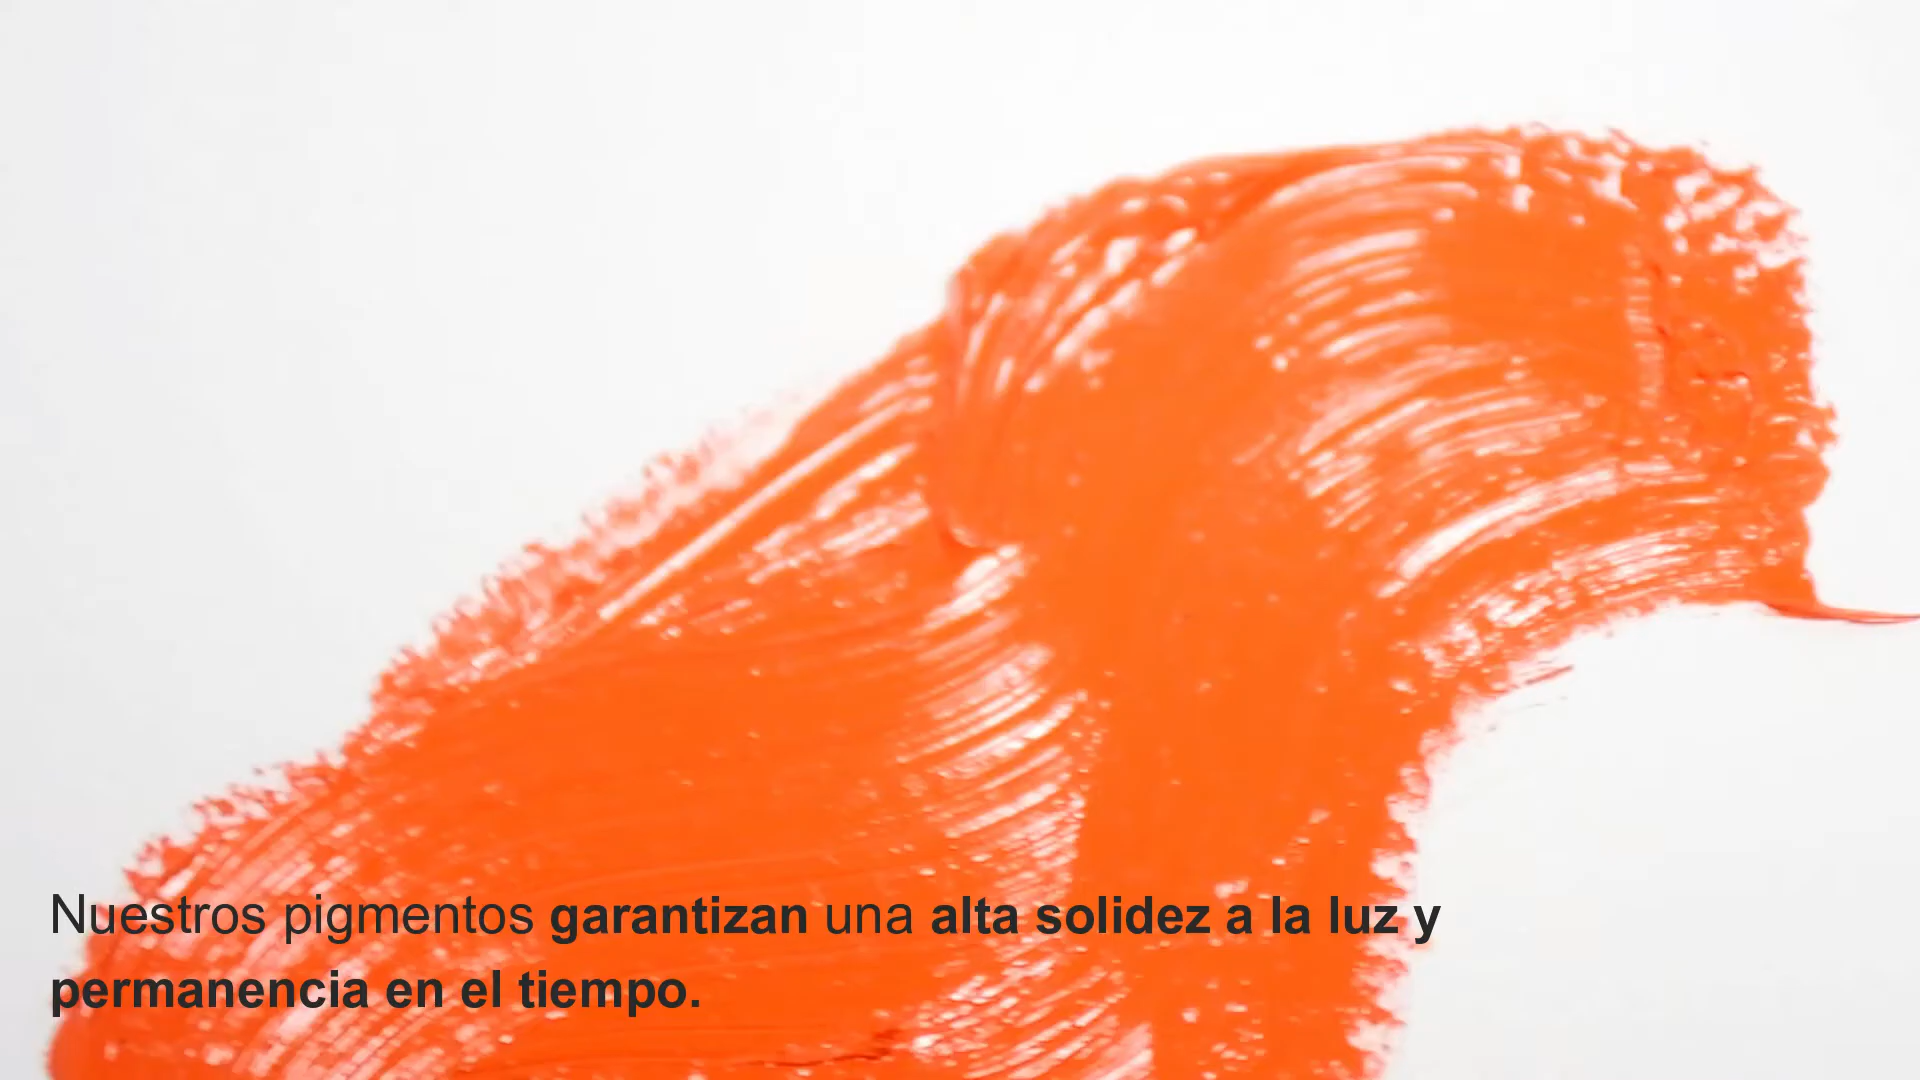 Nuestros pigmentos garantizan una alta solidez a la luz y
permanencia en el tiempo.